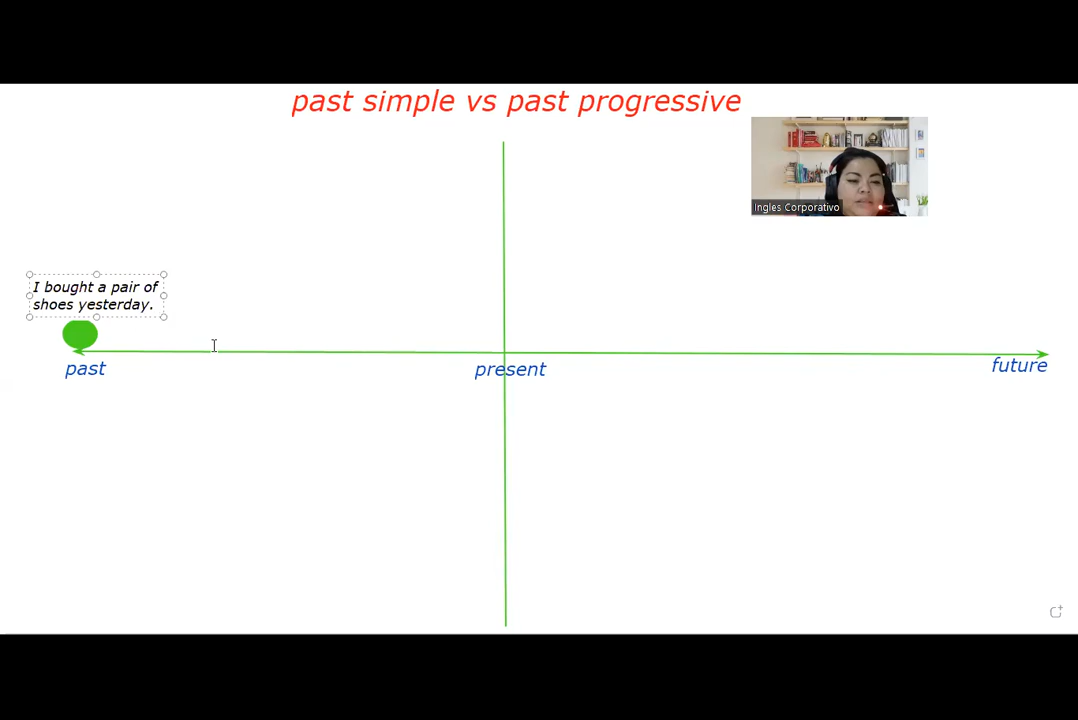 past simple vs past progressive
Ingles Corporativo
I bought a pair of
shoes yesterday.
past
present
future